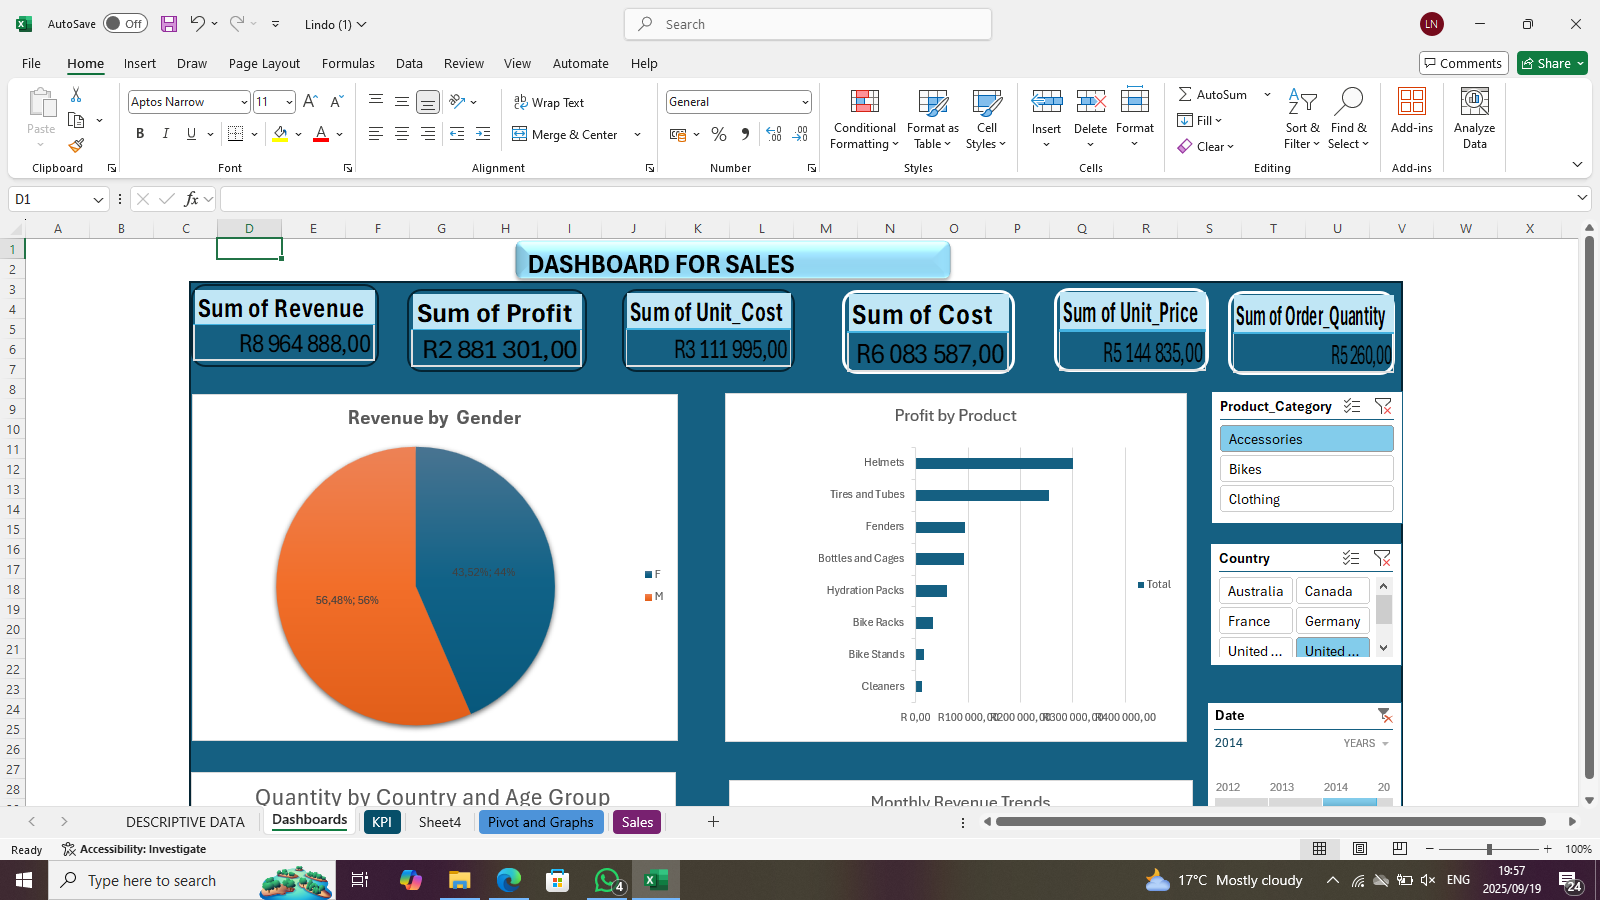 AutoSave Off Lindo (1) Search LN
File Home Insert Draw Page Layout Formulas Data Review View Automate Help Comments Share
Paste Aptos Narrow 11 A A Wrap Text General Conditional Formatting Format as Table Cell Styles Insert Delete Format AutoSum Fill Clear Sort & Filter Find & Select Add-ins Analyze Data
B I U A Merge & Center %
Clipboard Font Alignment Number Styles Cells Editing Add-ins
D1 fx
A B C D E F G H I J K L M N O P Q R S T U V W X
1
2
3
4
5
6
7
8
9
10
11
12
13
14
15
16
17
18
19
20
21
22
23
24
25
26
27
28
DASHBOARD FOR SALES
Sum of Revenue Sum of Profit Sum of Unit_Cost Sum of Cost Sum of Unit_Price Sum of Order_Quantity
R8 964 888,00 R2 881 301,00 R3 111 995,00 R6 083 587,00 R5 144 835,00 R5 260,00
Revenue by Gender
43,52%; 44%
56,48%; 56%
F
M
Profit by Product
Helmets
Tires and Tubes
Fenders
Bottles and Cages
Hydration Packs
Bike Racks
Bike Stands
Cleaners
R 0,00 R100 000,00 R200 000,00 R300 000,00 R400 000,00
Total
Product_Category
Accessories
Bikes
Clothing
Country
Australia Canada
France Germany
United ... United ...
Date
2014 YEARS
2012 2013 2014 20
Quantity by Country and Age Group
Monthly Revenue Trends
DESCRIPTIVE DATA Dashboards KPI Sheet4 Pivot and Graphs Sales
Ready Accessibility: Investigate 100%
Type here to search 4 17°C Mostly cloudy ENG 19:57
2025/09/19 24